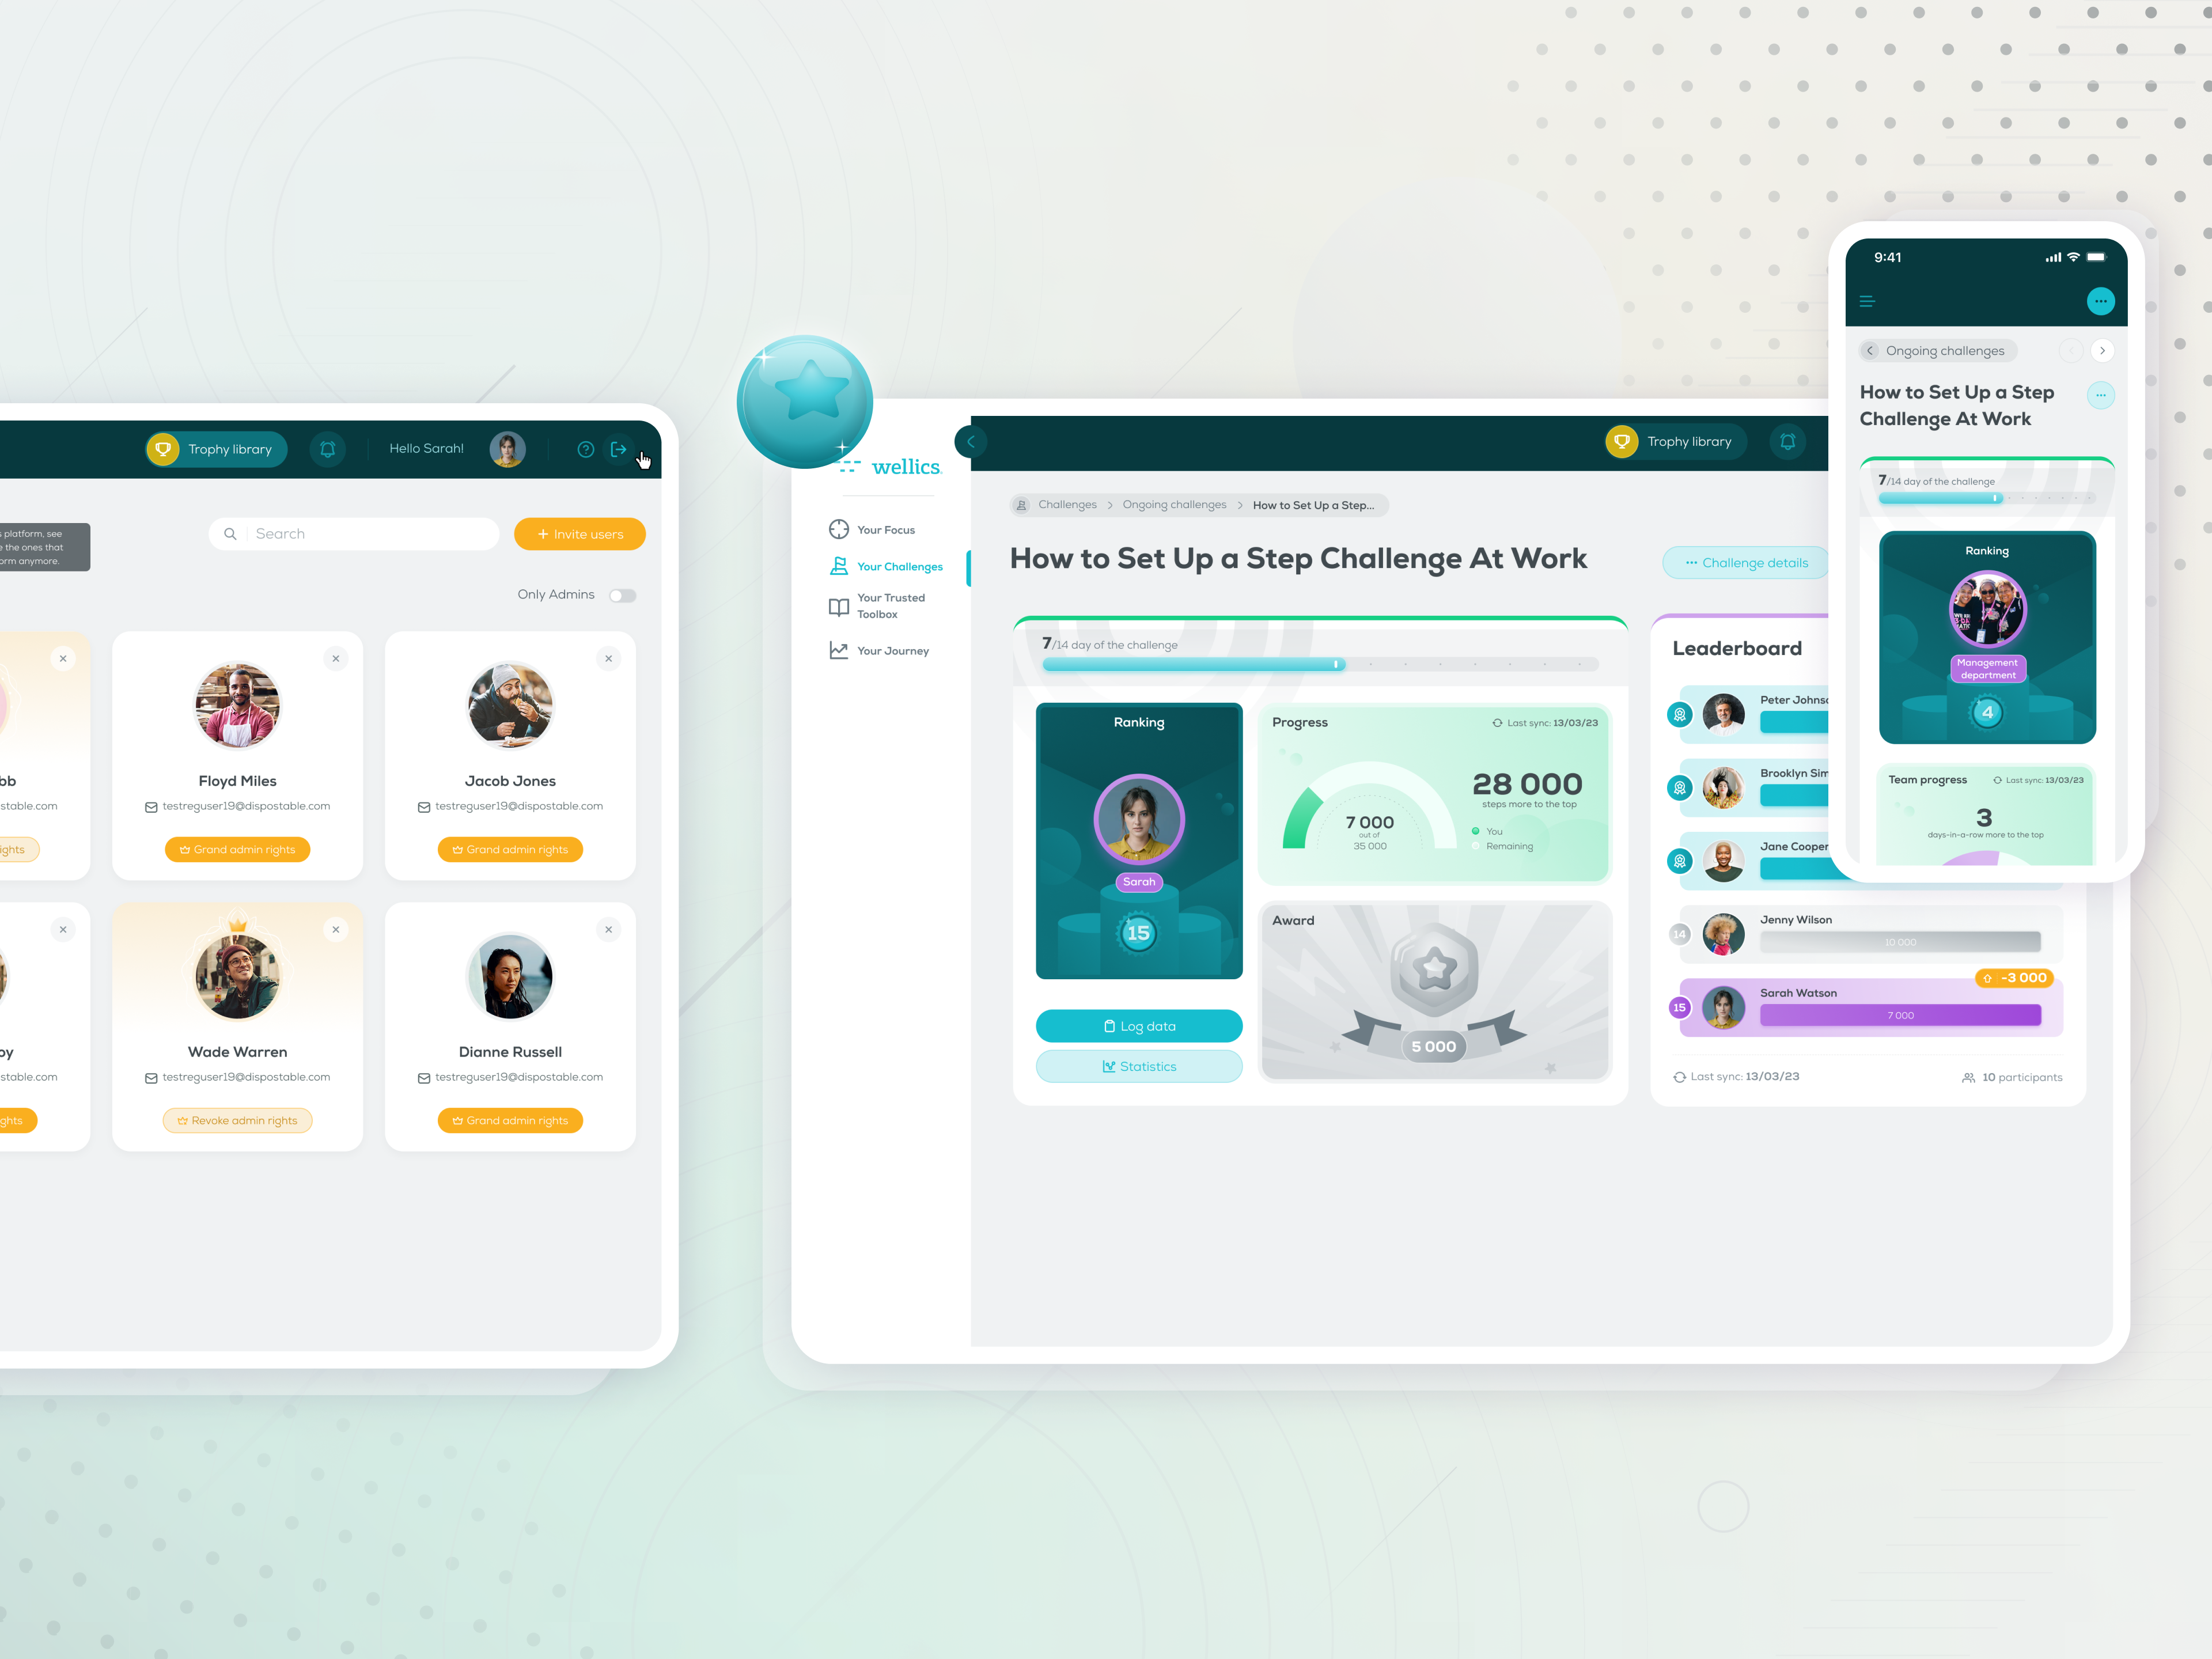 Trophy library
Hello Sarah!
s platform, see
e the ones that
orm anymore.
Search
+ Invite users
Only Admins
bb
stable.com
ights
Floyd Miles
testreguser19@dispostable.com
Grand admin rights
Jacob Jones
testreguser19@dispostable.com
Grand admin rights
oy
stable.com
ghts
Wade Warren
testreguser19@dispostable.com
Revoke admin rights
Dianne Russell
testreguser19@dispostable.com
Grand admin rights
wellics
Your Focus
Your Challenges
Your Trusted
Toolbox
Your Journey
Trophy library
Challenges > Ongoing challenges > How to Set Up a Step...
How to Set Up a Step Challenge At Work
Challenge details
7/14 day of the challenge
Ranking
Sarah
15
Log data
Statistics
Progress
Last sync: 13/03/23
7 000
out of
35 000
28 000
steps more to the top
You
Remaining
Award
5 000
Leaderboard
Peter Johns
Brooklyn Sim
Jane Cooper
14
Jenny Wilson
10 000
-3 000
15
Sarah Watson
7 000
Last sync: 13/03/23
10 participants
9:41
Ongoing challenges
How to Set Up a Step
Challenge At Work
7/14 day of the challenge
Ranking
Management
department
4
Team progress
Last sync: 13/03/23
3
days-in-a-row more to the top